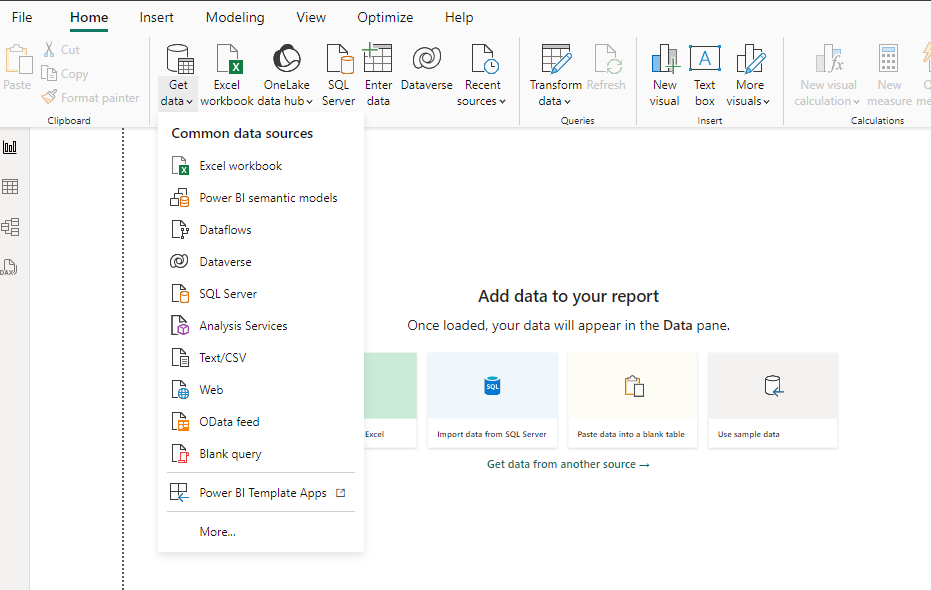 File Home Insert Modeling View Optimize Help
Paste
Cut
Copy
Format painter
Clipboard
Get data
Excel workbook
OneLake data hub
SQL Server
Enter data
Dataverse
Recent sources
Transform data
Refresh
Queries
New visual
Text box
More visuals
Insert
New visual calculation
New measure
Calculations
Common data sources
Excel workbook
Power BI semantic models
Dataflows
Dataverse
SQL Server
Analysis Services
Text/CSV
Web
OData feed
Blank query
Power BI Template Apps
More...
DAX
Add data to your report
Once loaded, your data will appear in the Data pane.
Excel
SQL
Import data from SQL Server
Paste data into a blank table
Use sample data
Get data from another source →